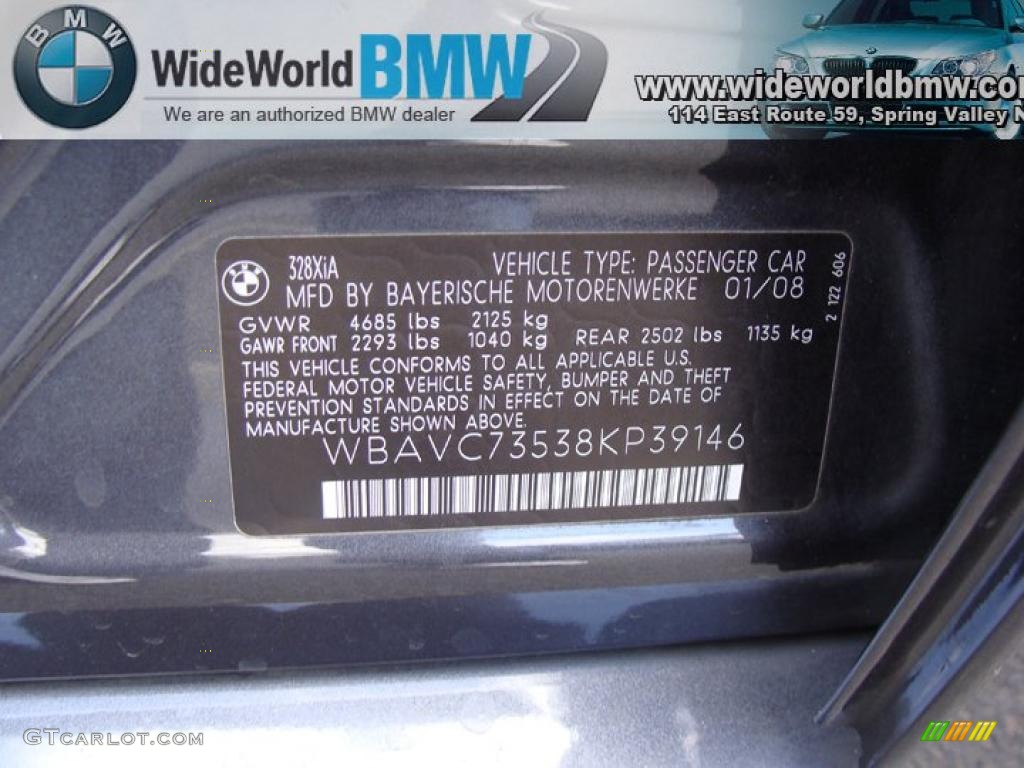 BMW
WideWorld BMW
We are an authorized BMW dealer
www.wideworldbmw.co
114 East Route 59, Spring Valley N
328XiA VEHICLE TYPE: PASSENGER CAR
MFD BY BAYERISCHE MOTORENWERKE 01/08
GVWR 4685 lbs 2125 kg
GAWR FRONT 2293 lbs 1040 kg REAR 2502 lbs 1135 kg
THIS VEHICLE CONFORMS TO ALL APPLICABLE U.S.
FEDERAL MOTOR VEHICLE SAFETY, BUMPER AND THEFT
PREVENTION STANDARDS IN EFFECT ON THE DATE OF
MANUFACTURE SHOWN ABOVE.
WBAVC73538KP39146
2 122 606
GTCARLOT.COM